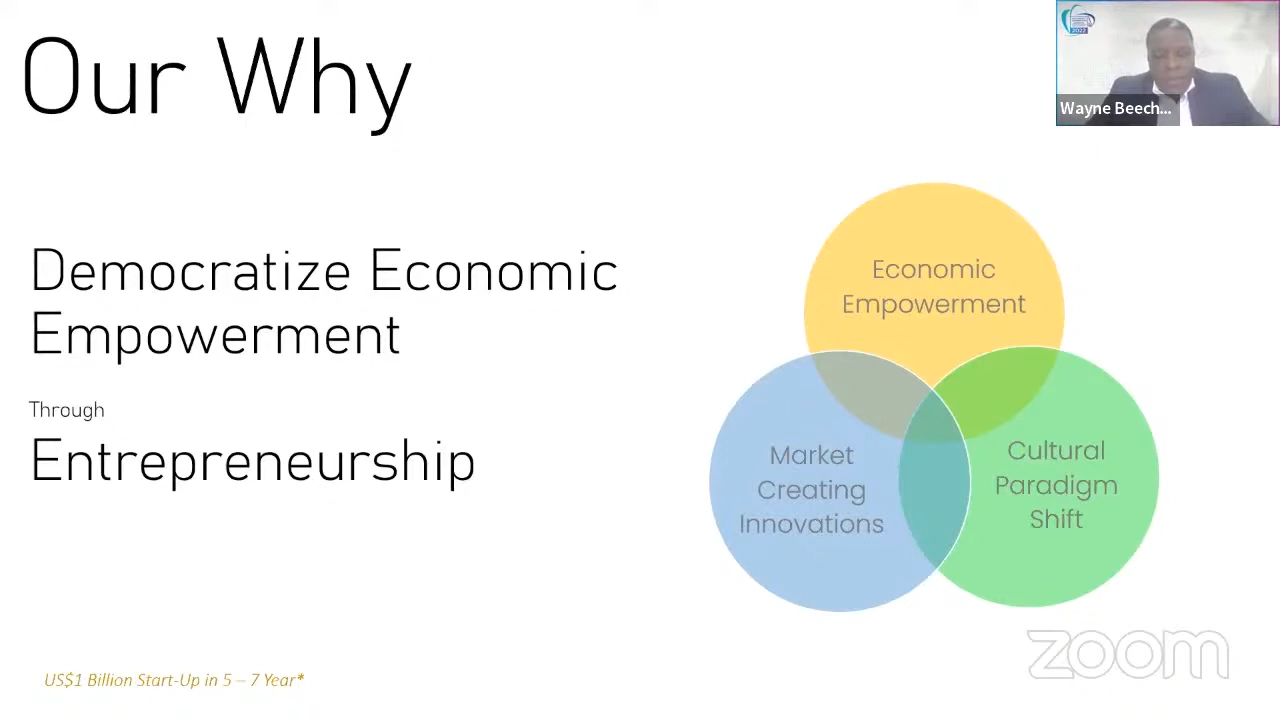 Our Why
Wayne Beech...
2022
Democratize Economic
Empowerment
Through
Entrepreneurship
Economic
Empowerment
Market
Creating
Innovations
Cultural
Paradigm
Shift
zoom
US$1 Billion Start-Up in 5 – 7 Year*